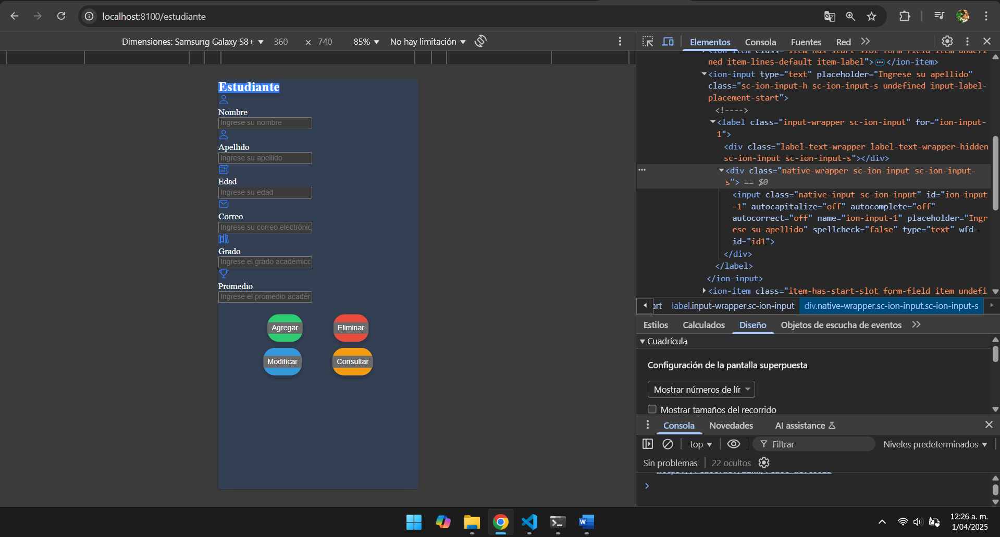 localhost:8100/estudiante
Dimensiones: Samsung Galaxy S8+ ▼ 360 × 740 85% ▼ No hay limitación ▼
Elementos Consola Fuentes Red
ned item-lines-default item-label"> </ion-item>
<ion-input type="text" placeholder="Ingrese su apellido"
class="sc-ion-input-h sc-ion-input-s undefined input-label-
placement-start">
<!---->
<label class="input-wrapper sc-ion-input" for="ion-input-
1">
<div class="label-text-wrapper label-text-wrapper-hidden
sc-ion-input sc-ion-input-s"></div>
<div class="native-wrapper sc-ion-input sc-ion-input-
s"> == $0
<input class="native-input sc-ion-input" id="ion-input
-1" autocapitalize="off" autocomplete="off"
autocorrect="off" name="ion-input-1" placeholder="Ingr
ese su apellido" spellcheck="false" type="text" wfd-
id="id1">
</div>
</label>
</ion-input>
<ion-item class="item-has-start-slot form-field item undefi
art label.input-wrapper.sc-ion-input div.native-wrapper.sc-ion-input.sc-ion-input-s
Estilos Calculados Diseño Objetos de escucha de eventos
Cuadrícula
Configuración de la pantalla superpuesta
Mostrar números de lír
Mostrar tamaños del recorrido
Consola Novedades AI assistance
top ▼ Filtrar Niveles predeterminados ▼
Sin problemas 22 ocultos
Estudiante
Nombre
Ingrese su nombre
Apellido
Ingrese su apellido
Edad
Ingrese su edad
Correo
Ingrese su correo electrónic
Grado
Ingrese el grado académico
Promedio
Ingrese el promedio acadér
Agregar Eliminar
Modificar Consultar
12:26 a. m.
1/04/2025